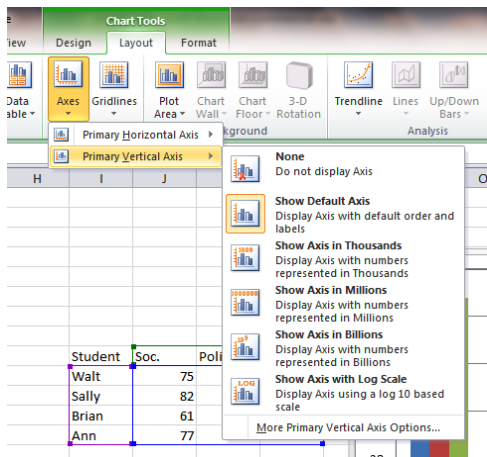 Chart Tools
Design Layout Format
Axes Gridlines Plot Area Chart Wall Chart Floor 3-D Rotation Trendline Lines Up/Down Bars
Analysis
Primary Horizontal Axis
Primary Vertical Axis
None
Do not display Axis
Show Default Axis
Display Axis with default order and
labels
Show Axis in Thousands
Display Axis with numbers
represented in Thousands
Show Axis in Millions
Display Axis with numbers
represented in Millions
Show Axis in Billions
Display Axis with numbers
represented in Billions
Show Axis with Log Scale
Display Axis using a log 10 based
scale
More Primary Vertical Axis Options...
H I J
Student Soc.
Walt 75
Sally 82
Brian 61
Ann 77